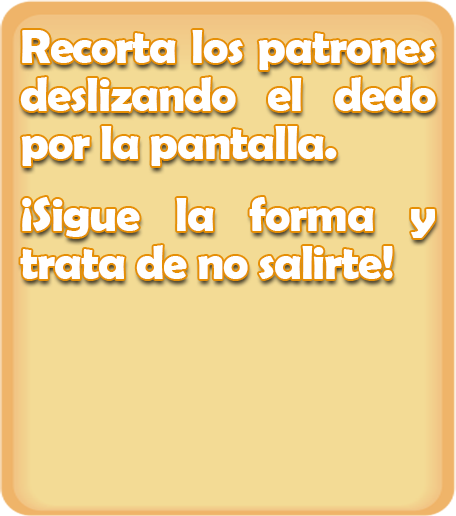 Recorta los patrones
deslizando el dedo
por la pantalla.
¡Sigue la forma y
trata de no salirte!